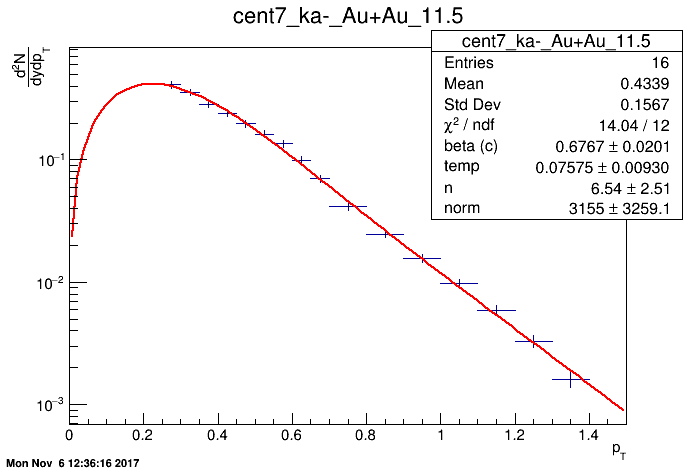 cent7_ka-_Au+Au_11.5
cent7_ka-_Au+Au_11.5
Entries 16
Mean 0.4339
Std Dev 0.1567
χ² / ndf 14.04 / 12
beta (c) 0.6767 ± 0.0201
temp 0.07575 ± 0.00930
n 6.54 ± 2.51
norm 3155 ± 3259.1
d²N
dydp_T
10⁻¹
10⁻²
10⁻³
0 0.2 0.4 0.6 0.8 1 1.2 1.4
p_T
Mon Nov 6 12:36:16 2017